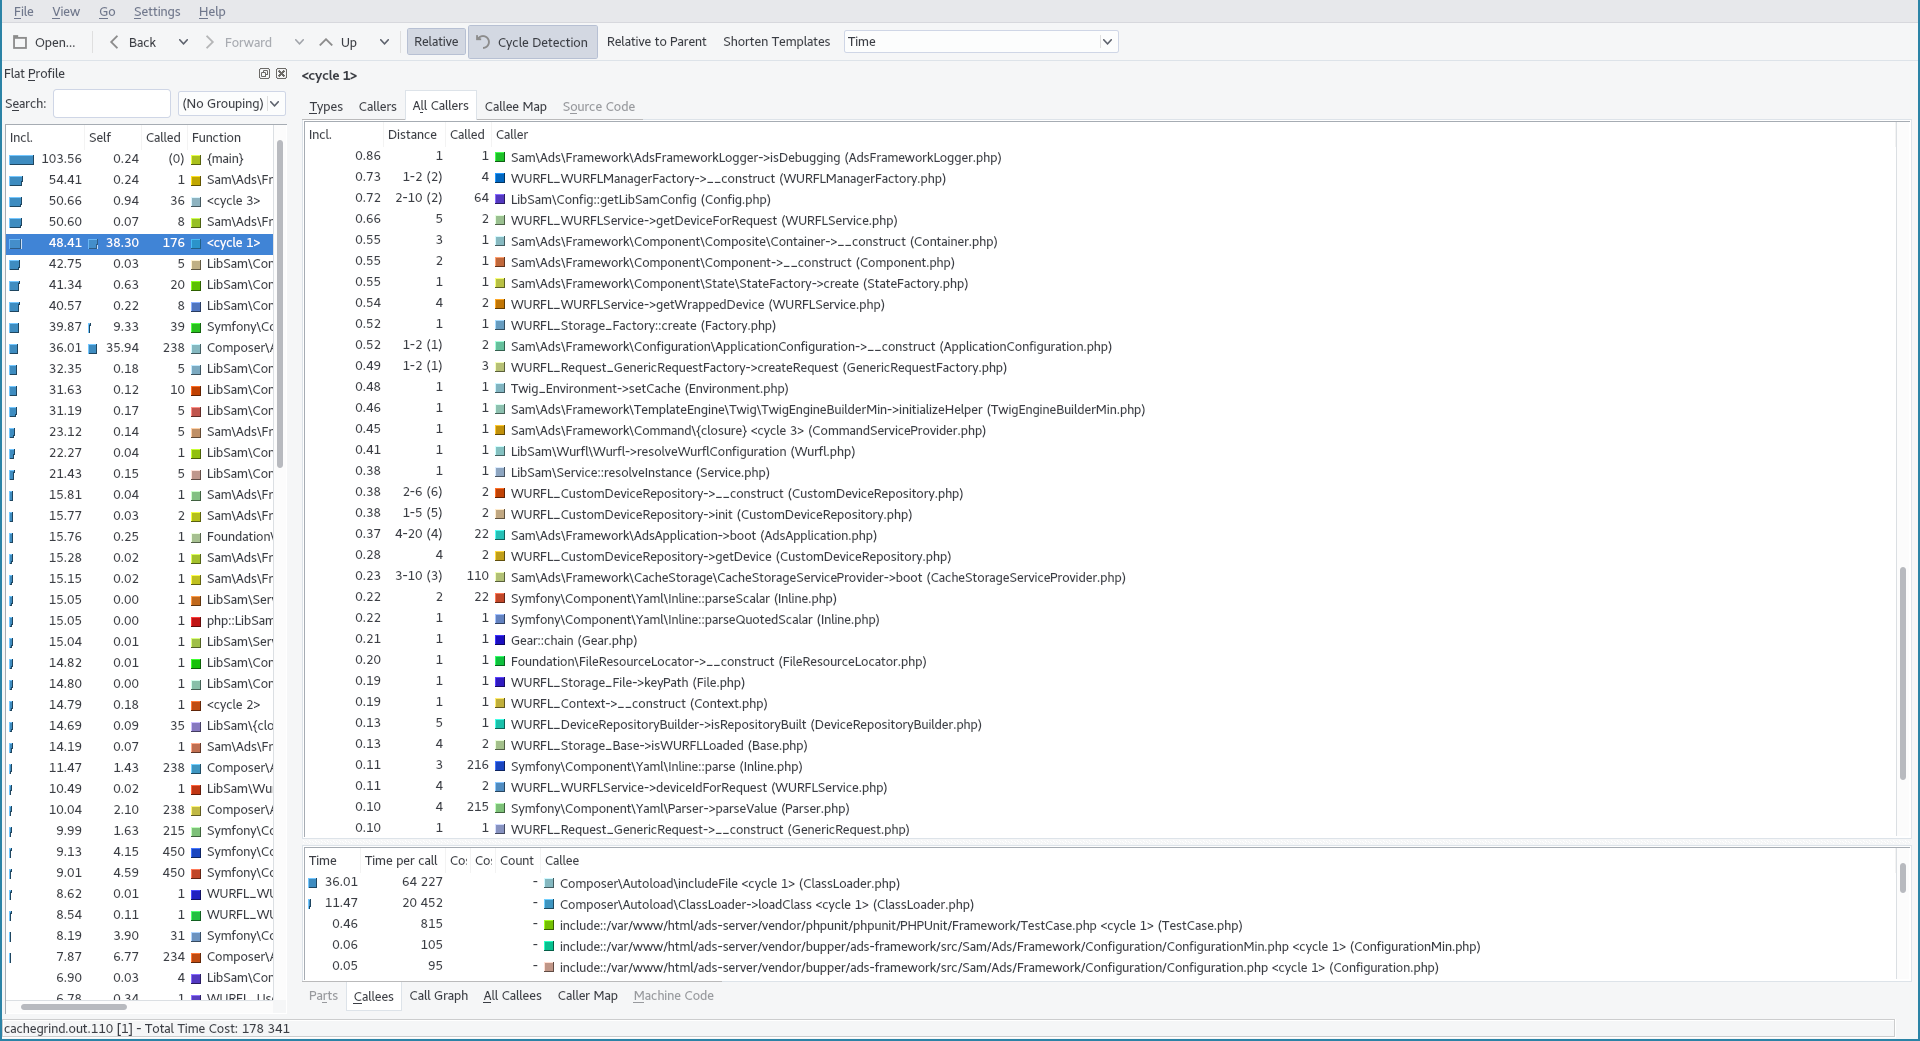 File View Go Settings Help
Open... Back Forward Up Relative Cycle Detection Relative to Parent Shorten Templates Time
Flat Profile
Search: (No Grouping)
Incl. Self Called Function
103.56 0.24 (0) {main}
54.41 0.24 1 Sam\Ads\Fr
50.66 0.94 36 <cycle 3>
50.60 0.07 8 Sam\Ads\Fr
48.41 38.30 176 <cycle 1>
42.75 0.03 5 LibSam\Cor
41.34 0.63 20 LibSam\Cor
40.57 0.22 8 LibSam\Cor
39.87 9.33 39 Symfony\Co
36.01 35.94 238 Composer\A
32.35 0.18 5 LibSam\Cor
31.63 0.12 10 LibSam\Cor
31.19 0.17 5 LibSam\Cor
23.12 0.14 5 Sam\Ads\Fr
22.27 0.04 1 LibSam\Cor
21.43 0.15 5 LibSam\Cor
15.81 0.04 1 Sam\Ads\Fr
15.77 0.03 2 Sam\Ads\Fr
15.76 0.25 1 Foundation\
15.28 0.02 1 Sam\Ads\Fr
15.15 0.02 1 Sam\Ads\Fr
15.05 0.00 1 LibSam\Ser
15.05 0.00 1 php::LibSam
15.04 0.01 1 LibSam\Ser
14.82 0.01 1 LibSam\Cor
14.80 0.00 1 LibSam\Cor
14.79 0.18 1 <cycle 2>
14.69 0.09 35 LibSam\{clo
14.19 0.07 1 Sam\Ads\Fr
11.47 1.43 238 Composer\A
10.49 0.02 1 LibSam\Wu
10.04 2.10 238 Composer\A
9.99 1.63 215 Symfony\Co
9.13 4.15 450 Symfony\Co
9.01 4.59 450 Symfony\Co
8.62 0.01 1 WURFL_WU
8.54 0.11 1 WURFL_WU
8.19 3.90 31 Symfony\Co
7.87 6.77 234 Composer\A
6.90 0.03 4 LibSam\Cor
6.78 0.34 1 WURFL_Us
<cycle 1>
Types Callers All Callers Callee Map Source Code
Incl. Distance Called Caller
0.86 1 1 Sam\Ads\Framework\AdsFrameworkLogger->isDebugging (AdsFrameworkLogger.php)
0.73 1-2 (2) 4 WURFL_WURFLManagerFactory->__construct (WURFLManagerFactory.php)
0.72 2-10 (2) 64 LibSam\Config::getLibSamConfig (Config.php)
0.66 5 2 WURFL_WURFLService->getDeviceForRequest (WURFLService.php)
0.55 3 1 Sam\Ads\Framework\Component\Composite\Container->__construct (Container.php)
0.55 2 1 Sam\Ads\Framework\Component\Component->__construct (Component.php)
0.55 1 1 Sam\Ads\Framework\Component\State\StateFactory->create (StateFactory.php)
0.54 4 2 WURFL_WURFLService->getWrappedDevice (WURFLService.php)
0.52 1 1 WURFL_Storage_Factory::create (Factory.php)
0.52 1-2 (1) 2 Sam\Ads\Framework\Configuration\ApplicationConfiguration->__construct (ApplicationConfiguration.php)
0.49 1-2 (1) 3 WURFL_Request_GenericRequestFactory->createRequest (GenericRequestFactory.php)
0.48 1 1 Twig_Environment->setCache (Environment.php)
0.46 1 1 Sam\Ads\Framework\TemplateEngine\Twig\TwigEngineBuilderMin->initializeHelper (TwigEngineBuilderMin.php)
0.45 1 1 Sam\Ads\Framework\Command\{closure} <cycle 3> (CommandServiceProvider.php)
0.41 1 1 LibSam\Wurfl\Wurfl->resolveWurflConfiguration (Wurfl.php)
0.38 1 1 LibSam\Service::resolveInstance (Service.php)
0.38 2-6 (6) 2 WURFL_CustomDeviceRepository->__construct (CustomDeviceRepository.php)
0.38 1-5 (5) 2 WURFL_CustomDeviceRepository->init (CustomDeviceRepository.php)
0.37 4-20 (4) 22 Sam\Ads\Framework\AdsApplication->boot (AdsApplication.php)
0.28 4 2 WURFL_CustomDeviceRepository->getDevice (CustomDeviceRepository.php)
0.23 3-10 (3) 110 Sam\Ads\Framework\CacheStorage\CacheStorageServiceProvider->boot (CacheStorageServiceProvider.php)
0.22 2 22 Symfony\Component\Yaml\Inline::parseScalar (Inline.php)
0.22 1 1 Symfony\Component\Yaml\Inline::parseQuotedScalar (Inline.php)
0.21 1 1 Gear::chain (Gear.php)
0.20 1 1 Foundation\FileResourceLocator->__construct (FileResourceLocator.php)
0.19 1 1 WURFL_Storage_File->keyPath (File.php)
0.19 1 1 WURFL_Context->__construct (Context.php)
0.13 5 1 WURFL_DeviceRepositoryBuilder->isRepositoryBuilt (DeviceRepositoryBuilder.php)
0.13 4 2 WURFL_Storage_Base->isWURFLLoaded (Base.php)
0.11 3 216 Symfony\Component\Yaml\Inline::parse (Inline.php)
0.11 4 2 WURFL_WURFLService->deviceIdForRequest (WURFLService.php)
0.10 4 215 Symfony\Component\Yaml\Parser->parseValue (Parser.php)
0.10 1 1 WURFL_Request_GenericRequest->__construct (GenericRequest.php)
Time Time per call Co: Co: Count Callee
36.01 64 227 - Composer\Autoload\includeFile <cycle 1> (ClassLoader.php)
11.47 20 452 - Composer\Autoload\ClassLoader->loadClass <cycle 1> (ClassLoader.php)
0.46 815 - include::/var/www/html/ads-server/vendor/phpunit/phpunit/PHPUnit/Framework/TestCase.php <cycle 1> (TestCase.php)
0.06 105 - include::/var/www/html/ads-server/vendor/bupper/ads-framework/src/Sam/Ads/Framework/Configuration/ConfigurationMin.php <cycle 1> (ConfigurationMin.php)
0.05 95 - include::/var/www/html/ads-server/vendor/bupper/ads-framework/src/Sam/Ads/Framework/Configuration/Configuration.php <cycle 1> (Configuration.php)
Parts Callees Call Graph All Callees Caller Map Machine Code
cachegrind.out.110 [1] - Total Time Cost: 178 341